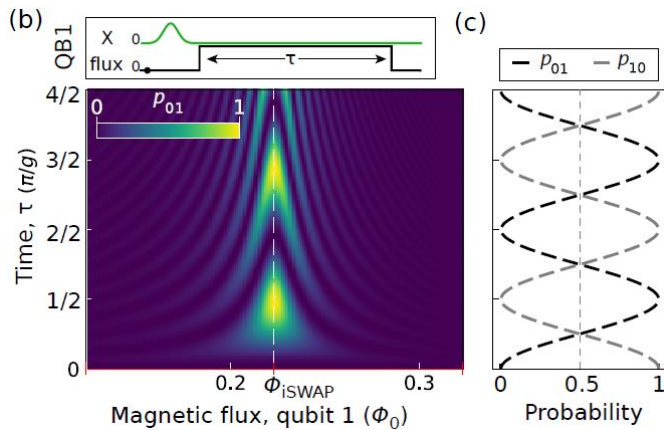 (b)
QB1
X 0
flux 0
τ
(c)
p01 p10
4/2
3/2
1/2
2/2
0
Time, τ (π/g)
0 p01 1
0.2 ΦiSWAP 0.3
Magnetic flux, qubit 1 (Φ0)
0 0.5 1
Probability